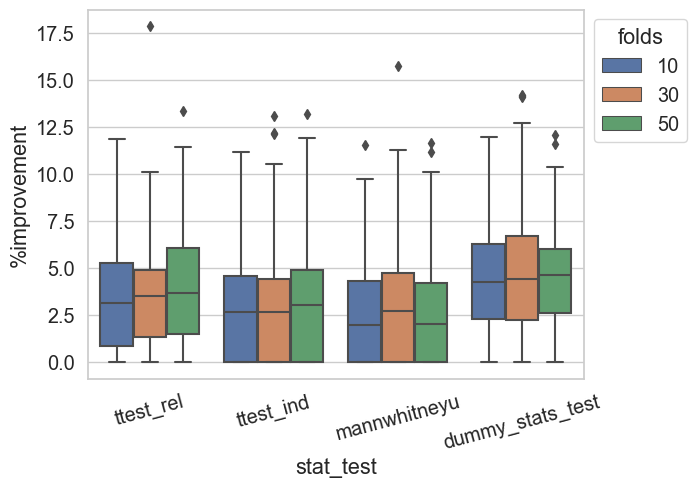 17.5
15.0
12.5
10.0
7.5
5.0
2.5
0.0
%improvement
ttest_rel
ttest_ind
mannwhitneyu
dummy_stats_test
stat_test
folds
10
30
50